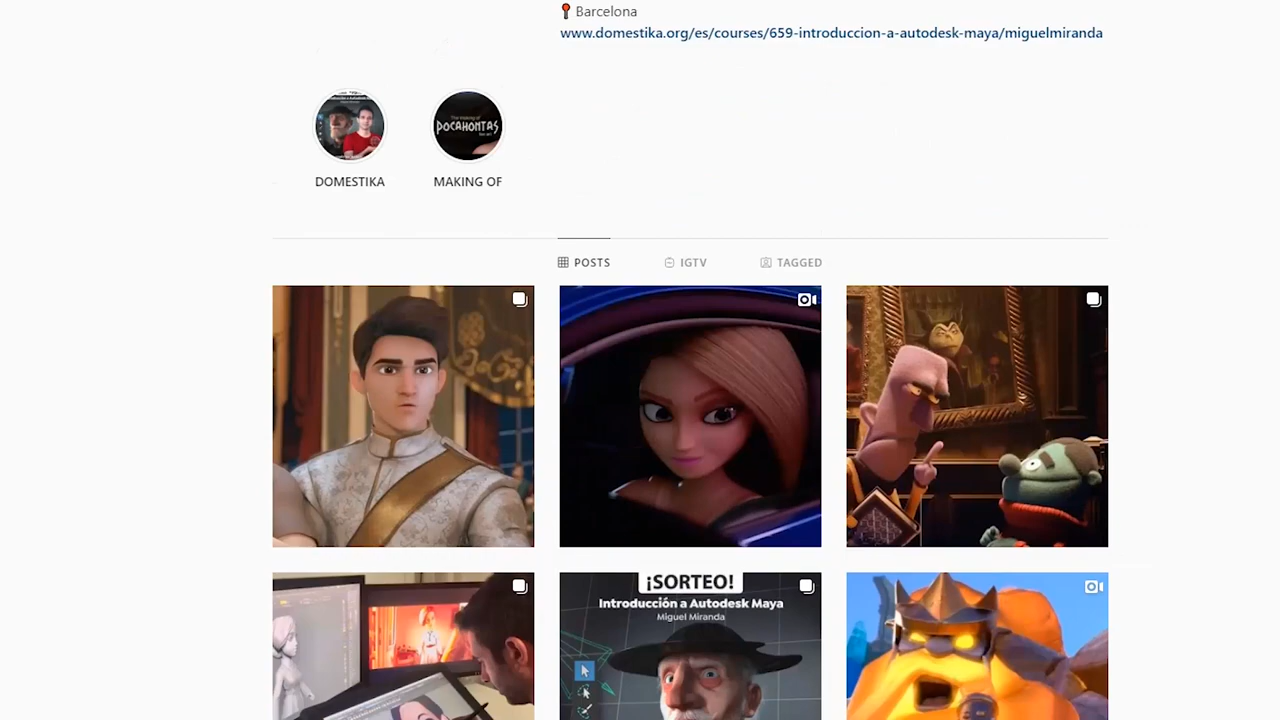 Barcelona
www.domestika.org/es/courses/659-introduccion-a-autodesk-maya/miguelmiranda
POCAHONTAS
DOMESTIKA
MAKING OF
POSTS
IGTV
TAGGED
¡SORTEO!
Introducción a Autodesk Maya
Miguel Miranda